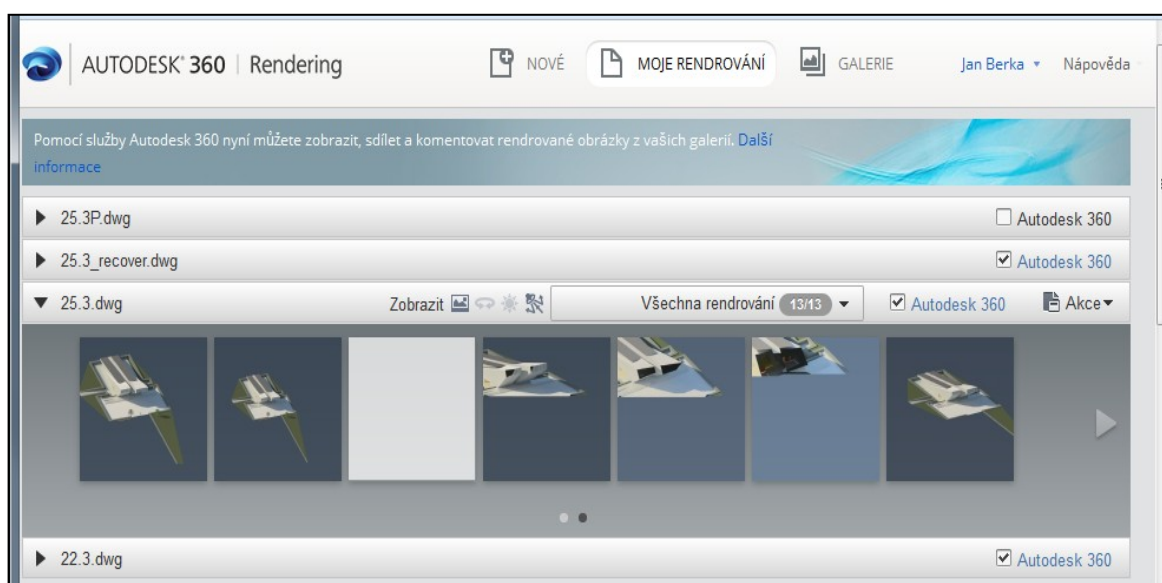 AUTODESK® 360 | Rendering NOVÉ MOJE RENDROVÁNÍ GALERIE Jan Berka Nápověda
Pomocí služby Autodesk 360 nyní můžete zobrazit, sdílet a komentovat rendrované obrázky z vašich galerií. Další
informace
25.3P.dwg Autodesk 360
25.3_recover.dwg Autodesk 360
25.3.dwg Zobrazit Všechna rendrování 13/13 Autodesk 360 Akce
22.3.dwg Autodesk 360